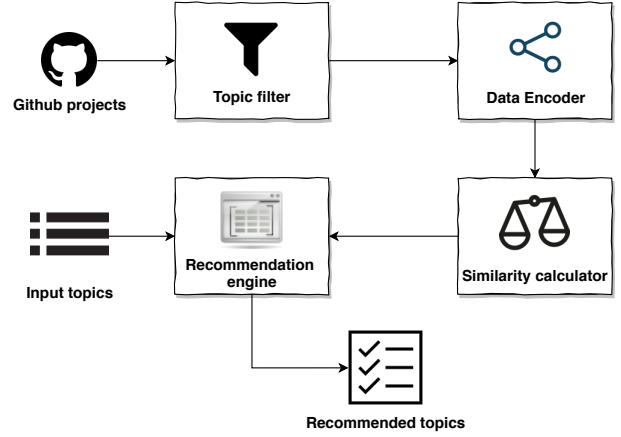 Github projects
Topic filter
Data Encoder
Input topics
Recommendation
engine
Similarity calculator
Recommended topics